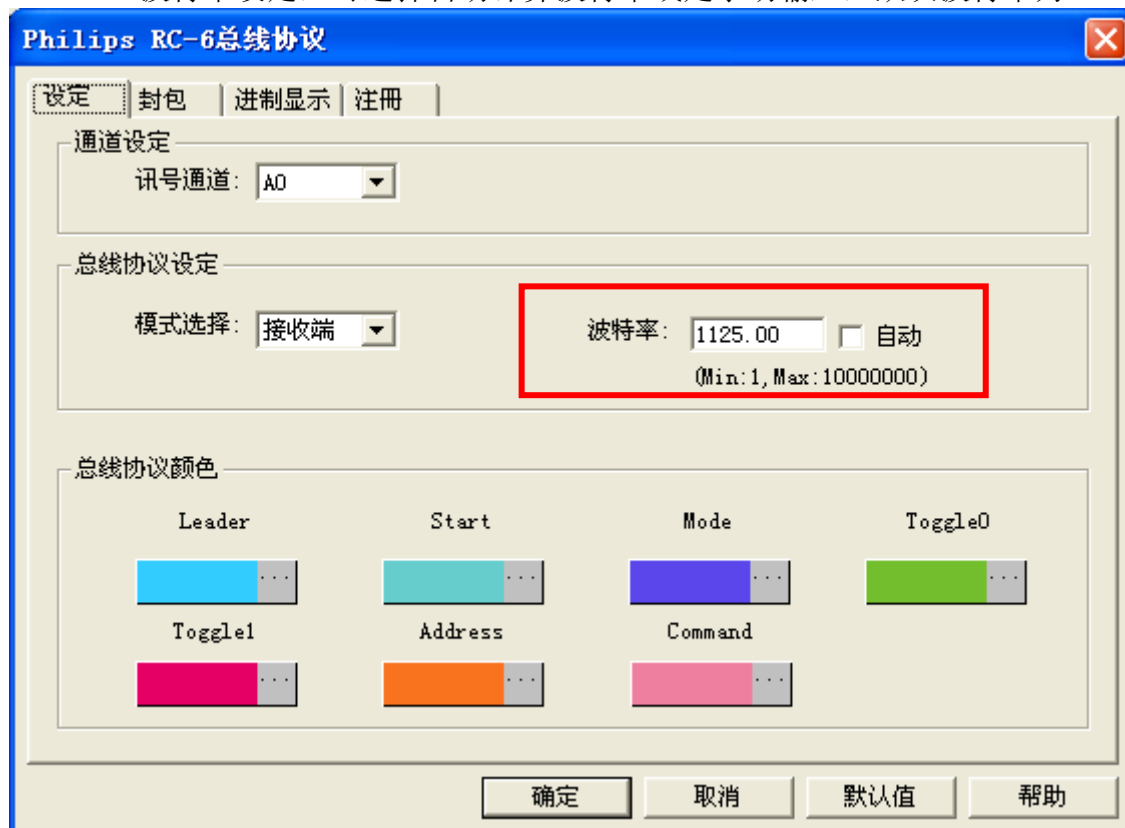 Philips RC-6总线协议
设定 封包 进制显示 注册
通道设定
讯号通道: A0
总线协议设定
模式选择: 接收端 波特率: 1125.00 自动
(Min:1,Max:10000000)
总线协议颜色
Leader Start Mode Toggle0
... ... ... ...
Toggle1 Address Command
... ... ...
确定 取消 默认值 帮助